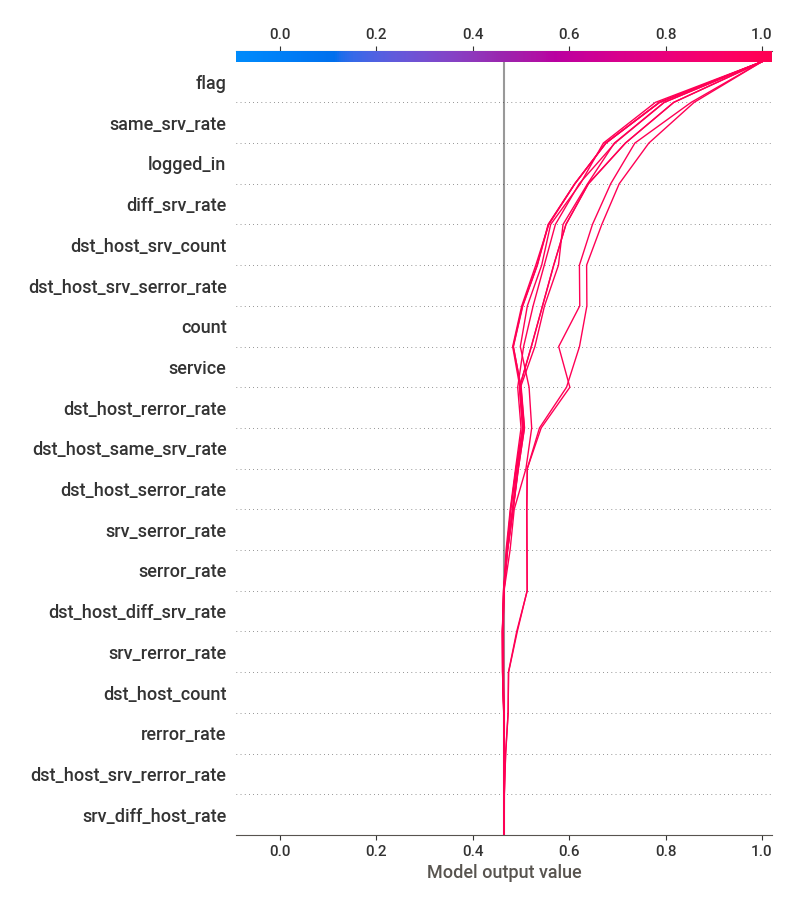 0.0 0.2 0.4 0.6 0.8 1.0
flag
same_srv_rate
logged_in
diff_srv_rate
dst_host_srv_count
dst_host_srv_serror_rate
count
service
dst_host_rerror_rate
dst_host_same_srv_rate
dst_host_serror_rate
srv_serror_rate
serror_rate
dst_host_diff_srv_rate
srv_rerror_rate
dst_host_count
rerror_rate
dst_host_srv_rerror_rate
srv_diff_host_rate
0.0 0.2 0.4 0.6 0.8 1.0
Model output value